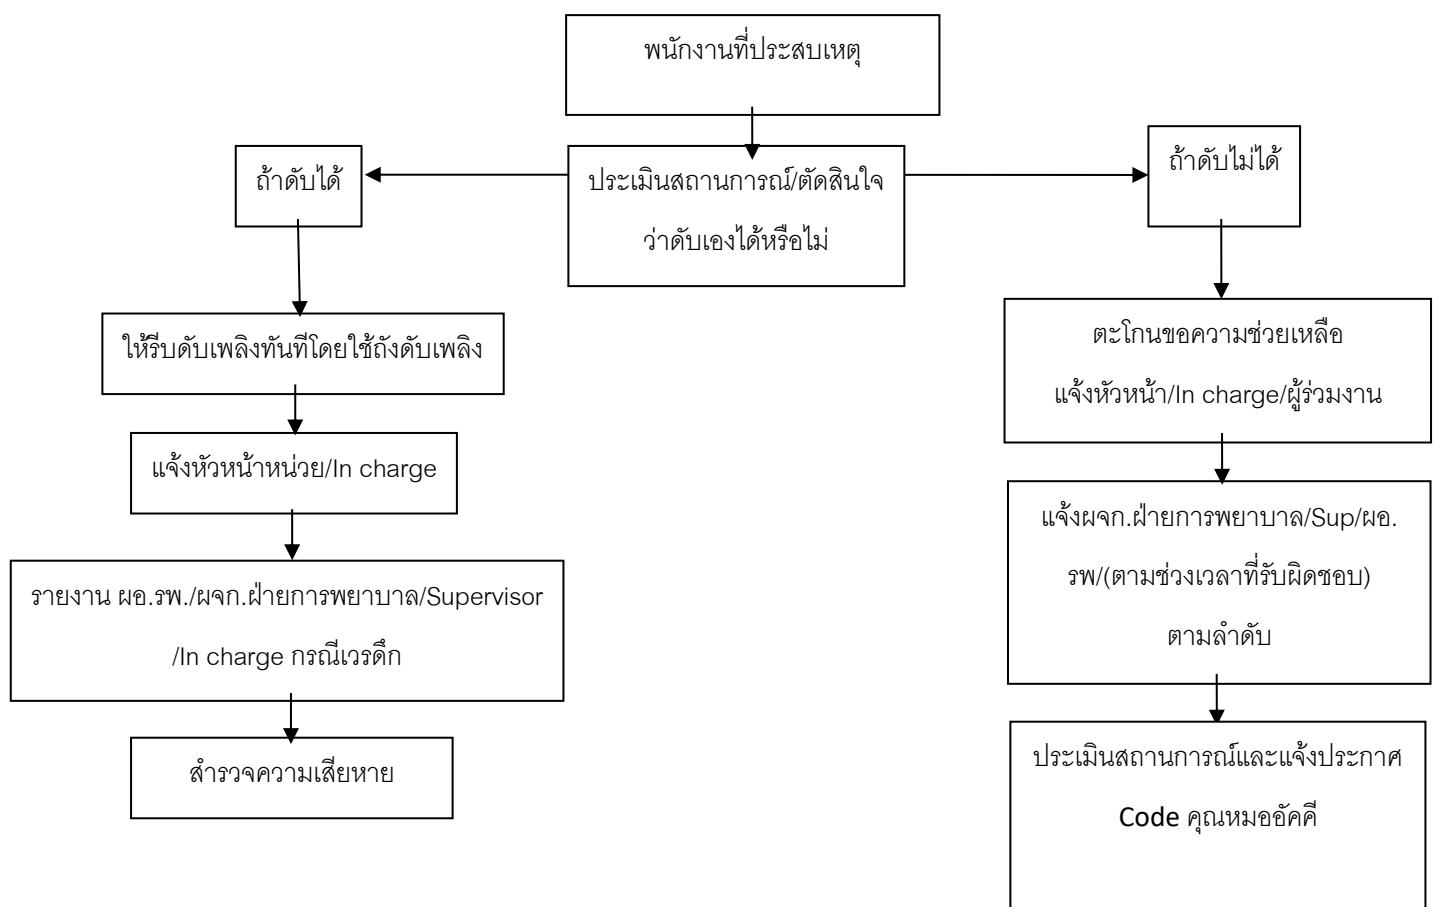 พนักงานที่ประสบเหตุ
ประเมินสถานการณ์/ตัดสินใจ
ว่าดับเองได้หรือไม่
ถ้าดับได้
ให้รีบดับเพลิงทันทีโดยใช้ถังดับเพลิง
แจ้งหัวหน้าหน่วย/In charge
รายงาน ผอ.รพ./ผจก.ฝ่ายการพยาบาล/Supervisor
/In charge กรณีเวรดึก
สำรวจความเสียหาย
ถ้าดับไม่ได้
ตะโกนขอความช่วยเหลือ
แจ้งหัวหน้า/In charge/ผู้ร่วมงาน
แจ้งผจก.ฝ่ายการพยาบาล/Sup/ผอ.
รพ/(ตามช่วงเวลาที่รับผิดชอบ)
ตามลำดับ
ประเมินสถานการณ์และแจ้งประกาศ
Code คุณหมออัคคี